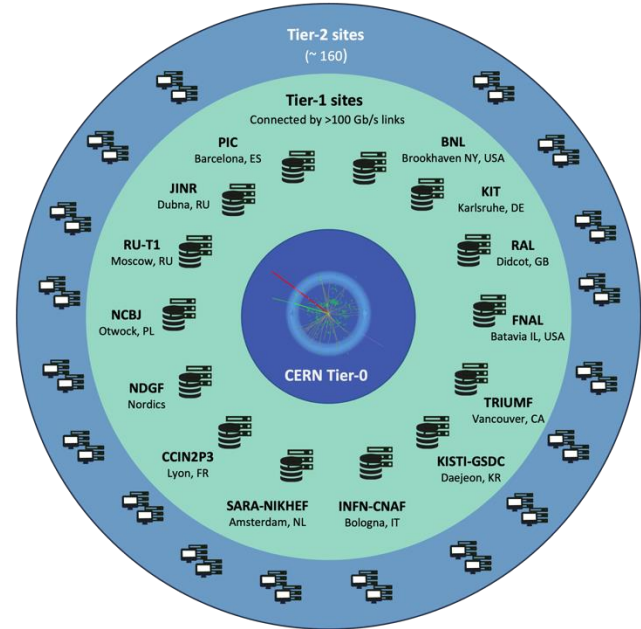 Tier-2 sites
(~ 160)
Tier-1 sites
Connected by >100 Gb/s links
PIC
Barcelona, ES
BNL
Brookhaven NY, USA
JINR
Dubna, RU
KIT
Karlsruhe, DE
RU-T1
Moscow, RU
RAL
Didcot, GB
NCBJ
Otwock, PL
FNAL
Batavia IL, USA
CERN Tier-0
NDGF
Nordics
TRIUMF
Vancouver, CA
CCIN2P3
Lyon, FR
KISTI-GSDC
Daejeon, KR
SARA-NIKHEF
Amsterdam, NL
INFN-CNAF
Bologna, IT